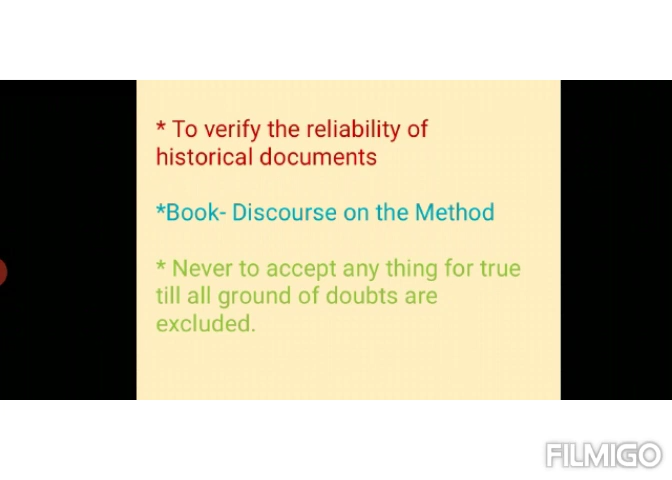 * To verify the reliability of
historical documents
*Book- Discourse on the Method
* Never to accept any thing for true
till all ground of doubts are
excluded.
FILMIGO